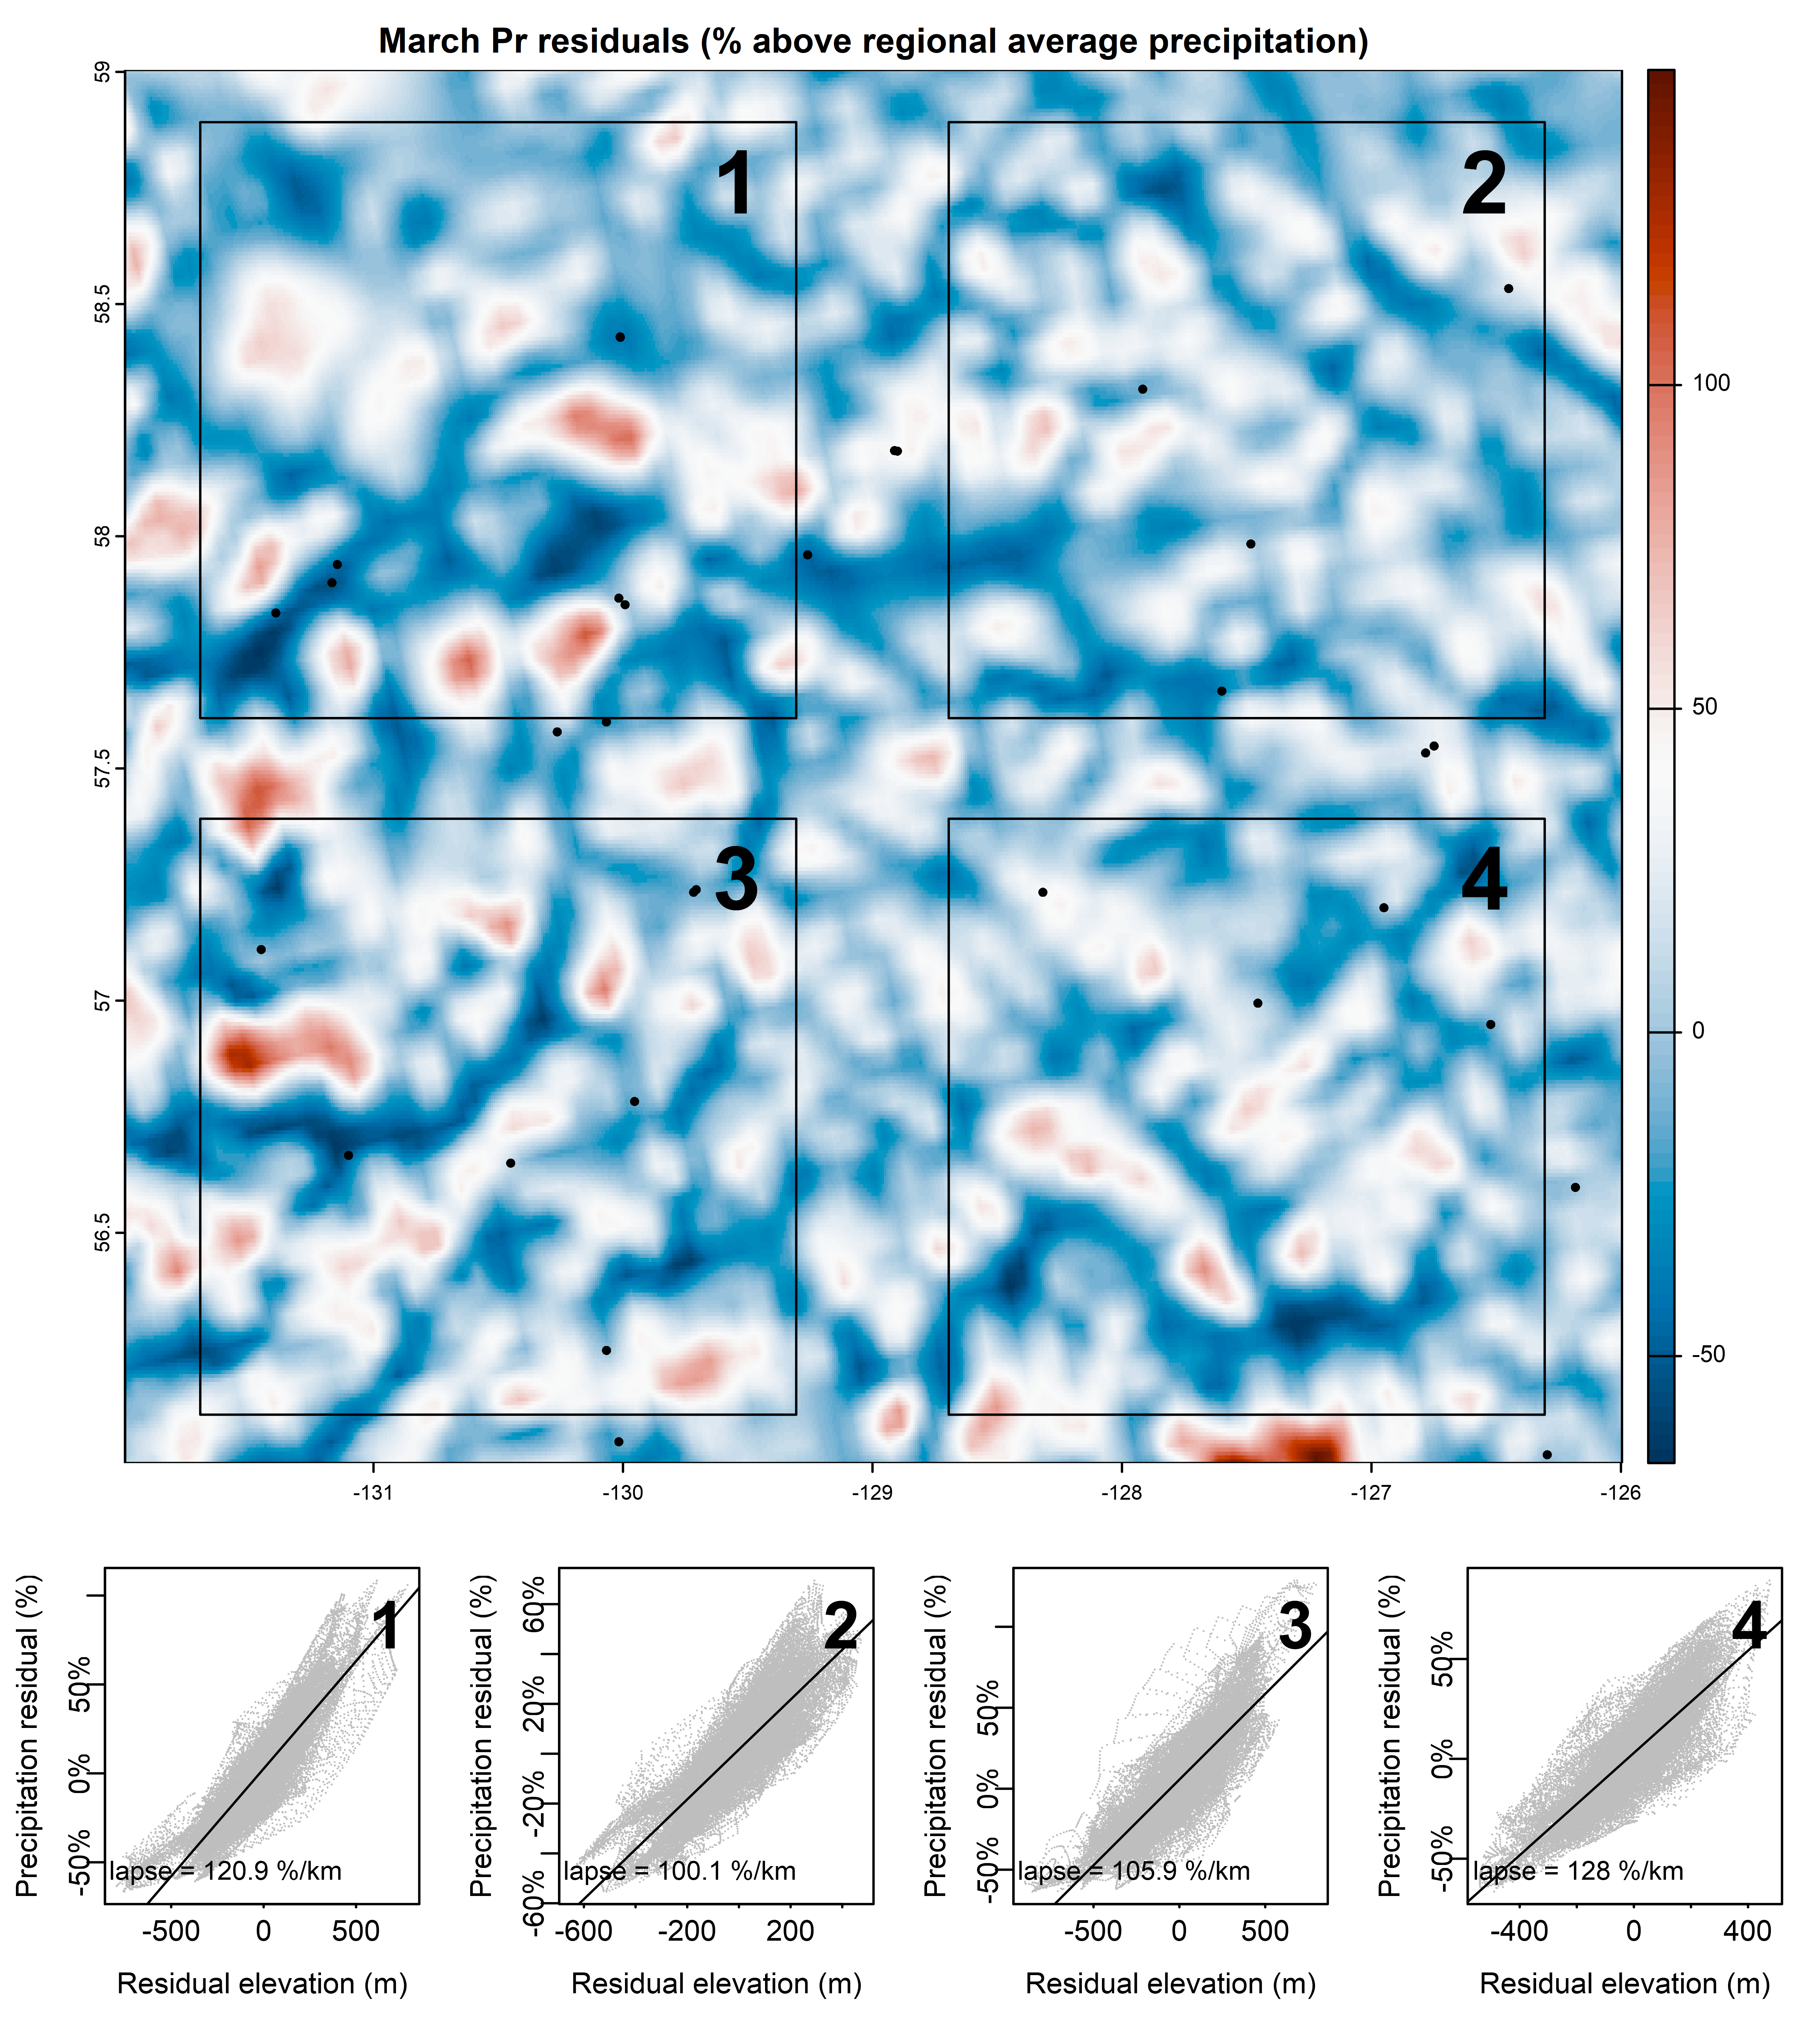 March Pr residuals (% above regional average precipitation)
59
58.5
58
57.5
57
56.5
1
2
3
4
100
50
0
-50
-131
-130
-129
-128
-127
-126
Precipitation residual (%)
50%
0%
-50%
1
lapse = 120.9 %/km
-500 0 500
Residual elevation (m)
Precipitation residual (%)
60%
20%
-20%
-60%
2
lapse = 100.1 %/km
-600 -200 200
Residual elevation (m)
Precipitation residual (%)
50%
0%
-50%
3
lapse = 105.9 %/km
-500 0 500
Residual elevation (m)
Precipitation residual (%)
50%
0%
-50%
4
lapse = 128 %/km
-400 0 400
Residual elevation (m)